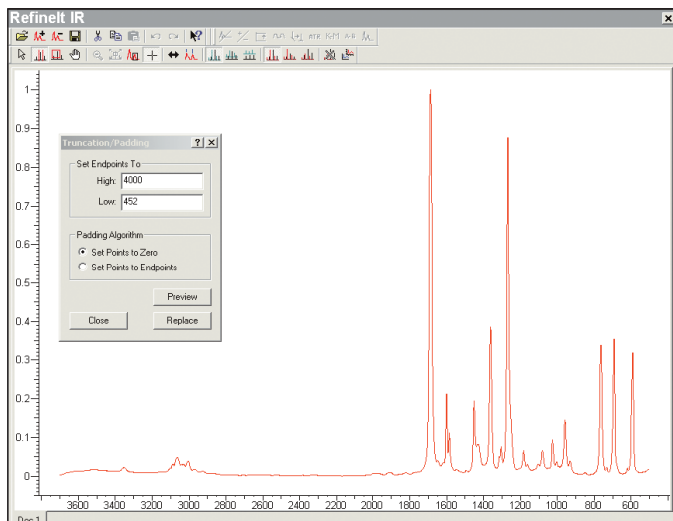 RefineIt IR
ATR K-M A-B
1
0.9
0.8
0.7
0.6
0.5
0.4
0.3
0.2
0.1
0
Truncation/Padding
Set Endpoints To
High: 4000
Low: 452
Padding Algorithm
Set Points to Zero
Set Points to Endpoints
Preview
Close Replace
3600 3400 3200 3000 2800 2600 2400 2200 2000 1800 1600 1400 1200 1000 800 600
Doc 1